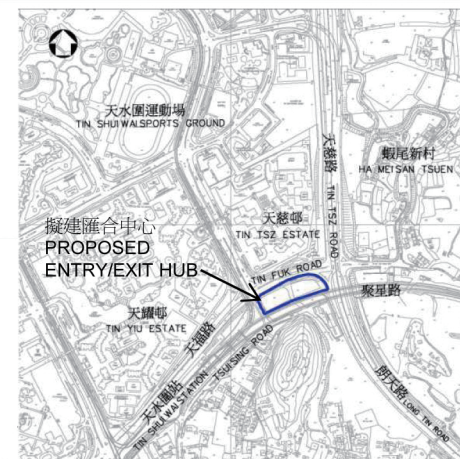 天水圍運動場
TIN SHUI WAI SPORTS GROUND
天慈路
TIN TSZ ROAD
蝦尾新村
HA MEI SAN TSUEN
天慈邨
TIN TSZ ESTATE
擬建匯合中心
PROPOSED
ENTRY/EXIT HUB
TIN FUK ROAD
聚星路
天耀邨
TIN YIU ESTATE
天福路
TSUI SING ROAD
天水圍站
TIN SHUI WAI STATION
朗天路
LONG TIN ROAD